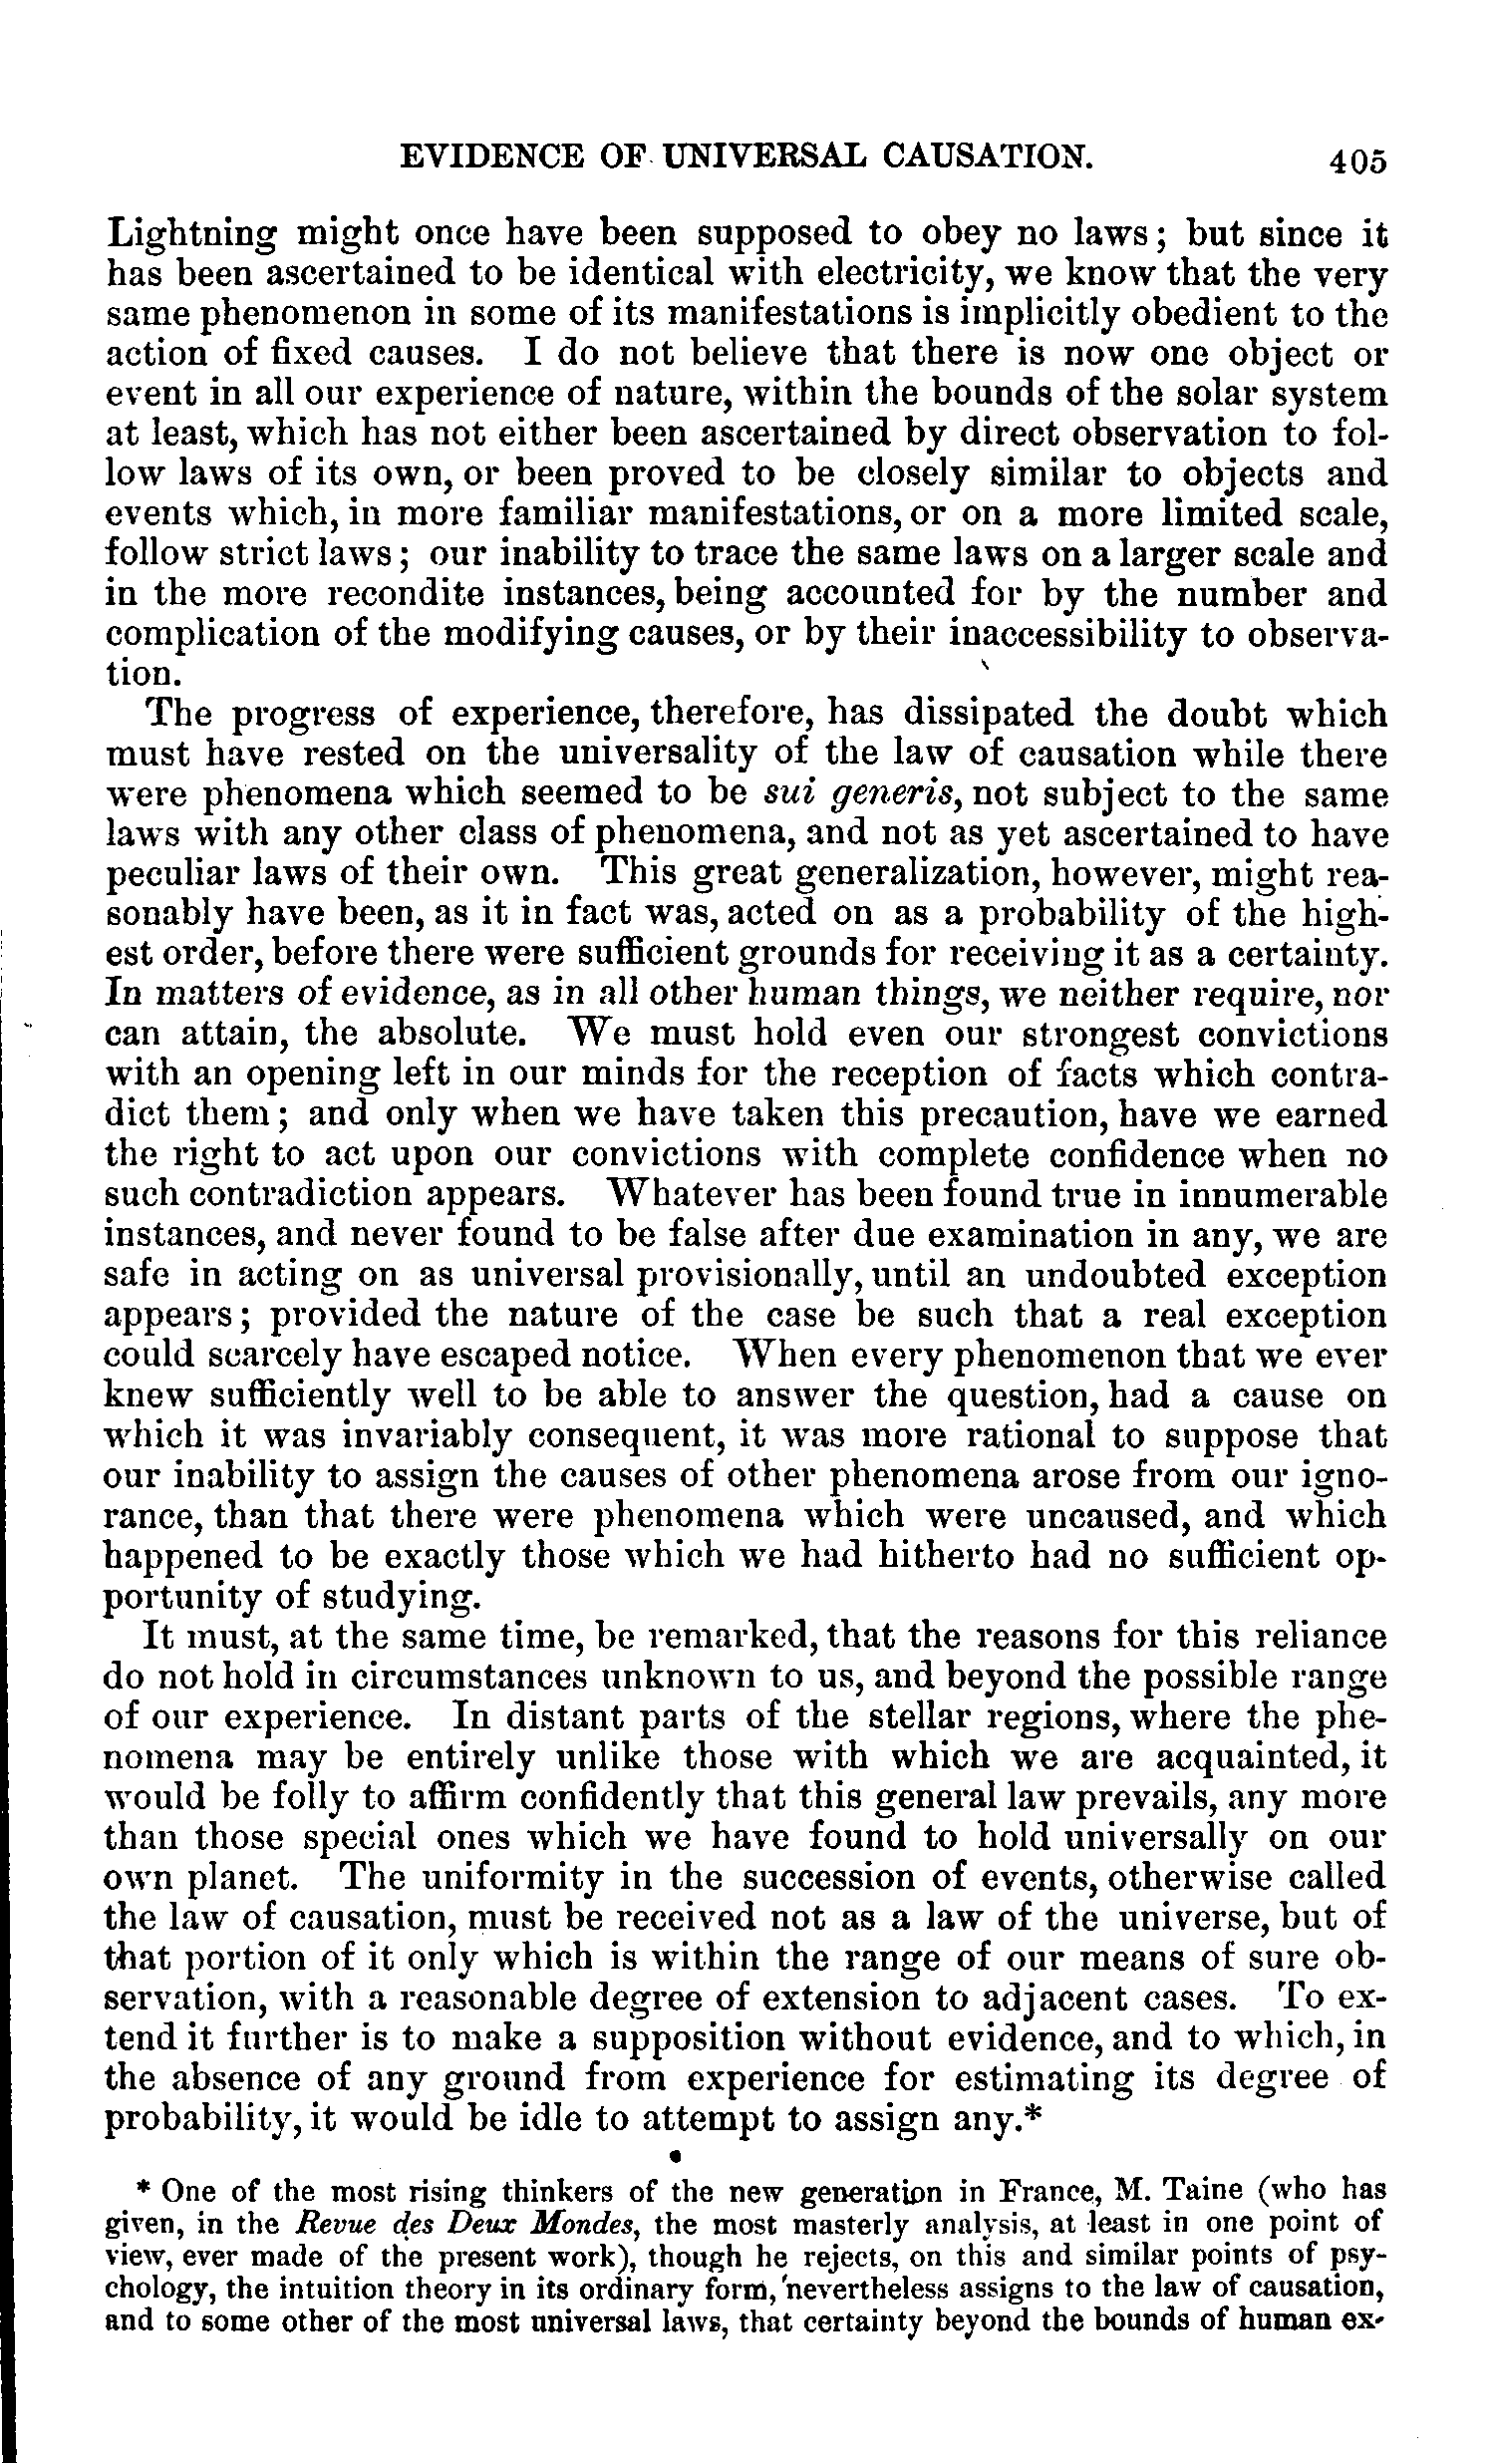 EVIDENCE OF UNIVERSAL CAUSATION. 405
Lightning might once have been supposed to obey no laws; but since it
has been ascertained to be identical with electricity, we know that the very
same phenomenon in some of its manifestations is implicitly obedient to the
action of fixed causes. I do not believe that there is now one object or
event in all our experience of nature, within the bounds of the solar system
at least, which has not either been ascertained by direct observation to fol-
low laws of its own, or been proved to be closely similar to objects and
events which, in more familiar manifestations, or on a more limited scale,
follow strict laws; our inability to trace the same laws on a larger scale and
in the more recondite instances, being accounted for by the number and
complication of the modifying causes, or by their inaccessibility to observa-
tion.
The progress of experience, therefore, has dissipated the doubt which
must have rested on the universality of the law of causation while there
were phenomena which seemed to be sui generis, not subject to the same
laws with any other class of phenomena, and not as yet ascertained to have
peculiar laws of their own. This great generalization, however, might rea-
sonably have been, as it in fact was, acted on as a probability of the high-
est order, before there were sufficient grounds for receiving it as a certainty.
In matters of evidence, as in all other human things, we neither require, nor
can attain, the absolute. We must hold even our strongest convictions
with an opening left in our minds for the reception of facts which contra-
dict them; and only when we have taken this precaution, have we earned
the right to act upon our convictions with complete confidence when no
such contradiction appears. Whatever has been found true in innumerable
instances, and never found to be false after due examination in any, we are
safe in acting on as universal provisionally, until an undoubted exception
appears; provided the nature of the case be such that a real exception
could scarcely have escaped notice. When every phenomenon that we ever
knew sufficiently well to be able to answer the question, had a cause on
which it was invariably consequent, it was more rational to suppose that
our inability to assign the causes of other phenomena arose from our igno-
rance, than that there were phenomena which were uncaused, and which
happened to be exactly those which we had hitherto had no sufficient op-
portunity of studying.
It must, at the same time, be remarked, that the reasons for this reliance
do not hold in circumstances unknown to us, and beyond the possible range
of our experience. In distant parts of the stellar regions, where the phe-
nomena may be entirely unlike those with which we are acquainted, it
would be folly to affirm confidently that this general law prevails, any more
than those special ones which we have found to hold universally on our
own planet. The uniformity in the succession of events, otherwise called
the law of causation, must be received not as a law of the universe, but of
that portion of it only which is within the range of our means of sure ob-
servation, with a reasonable degree of extension to adjacent cases. To ex-
tend it further is to make a supposition without evidence, and to which, in
the absence of any ground from experience for estimating its degree of
probability, it would be idle to attempt to assign any.*
* One of the most rising thinkers of the new generation in France, M. Taine (who has
given, in the Revue des Deux Mondes, the most masterly analysis, at least in one point of
view, ever made of the present work), though he rejects, on this and similar points of psy-
chology, the intuition theory in its ordinary form, nevertheless assigns to the law of causation,
and to some other of the most universal laws, that certainty beyond the bounds of human ex-